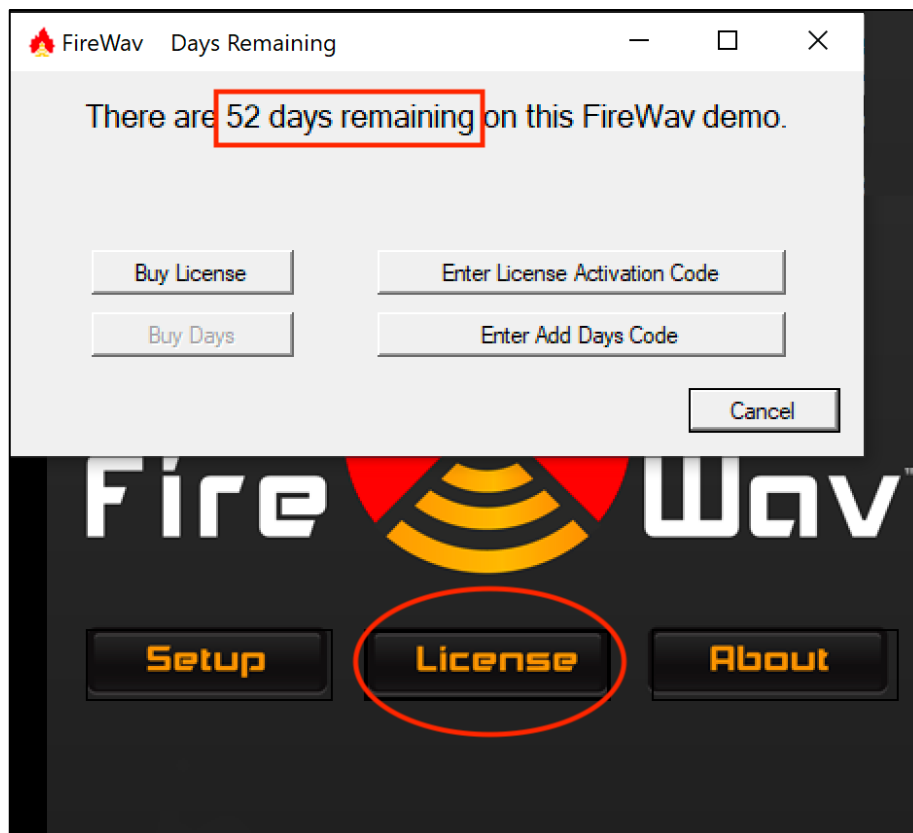 FireWav Days Remaining
There are 52 days remaining on this FireWav demo.
Buy License
Enter License Activation Code
Buy Days
Enter Add Days Code
Cancel
Fire Wav™
Setup
License
About